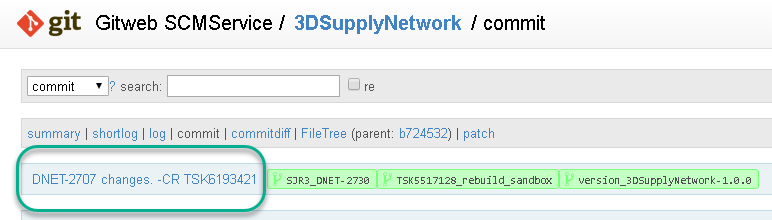 git Gitweb SCMService / 3DSupplyNetwork / commit
commit ? search: re
summary | shortlog | log | commit | commitdiff | FileTree (parent: b724532) | patch
DNET-2707 changes. -CR TSK6193421 SJR3_DNET-2730 TSK5517128_rebuild_sandbox version_3DSupplyNetwork-1.0.0